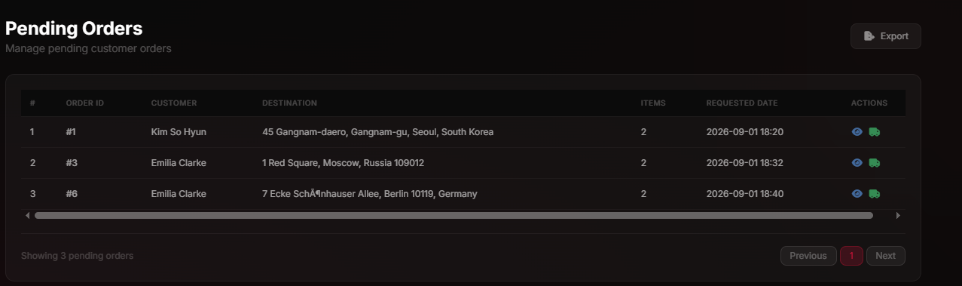 Pending Orders
Manage pending customer orders
Export
# ORDER ID CUSTOMER DESTINATION ITEMS REQUESTED DATE ACTIONS
1 #1 Kim So Hyun 45 Gangnam-daero, Gangnam-gu, Seoul, South Korea 2 2026-09-01 18:20
2 #3 Emilia Clarke 1 Red Square, Moscow, Russia 109012 2 2026-09-01 18:32
3 #6 Emilia Clarke 7 Ecke SchÃ¶nhauser Allee, Berlin 10119, Germany 2 2026-09-01 18:40
Showing 3 pending orders
Previous 1 Next